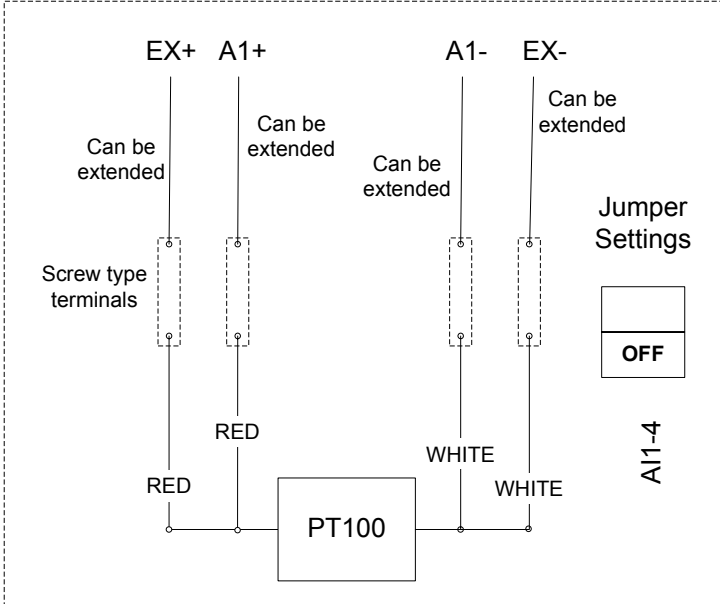 EX+ A1+ A1- EX-
Can be
extended
Can be
extended
Can be
extended
Can be
extended
Jumper
Settings
Screw type
terminals
OFF
RED
WHITE
RED
WHITE
AI1-4
PT100